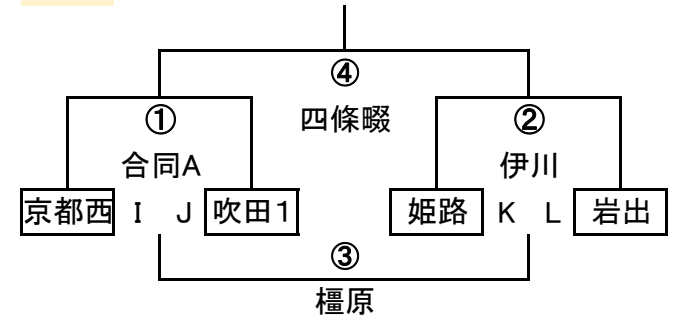 ④
① 四條畷 ②
合同A 伊川
京都西 I J 吹田1 姫路 K L 岩出
③
橿原